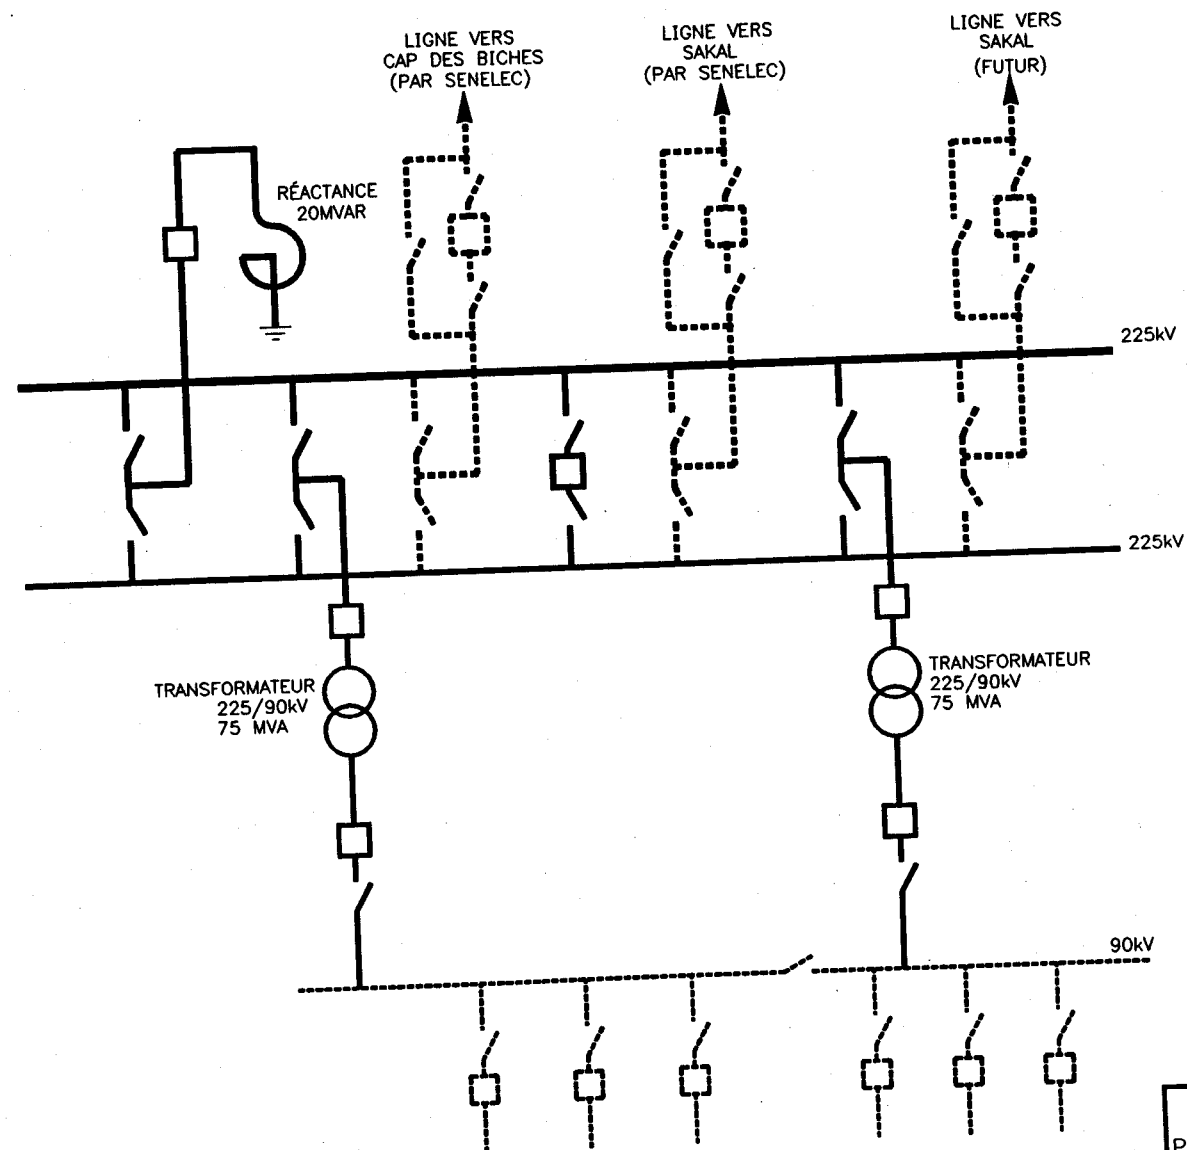 LIGNE VERS
CAP DES BICHES
(PAR SENELEC)
LIGNE VERS
SAKAL
(PAR SENELEC)
LIGNE VERS
SAKAL
(FUTUR)
RÉACTANCE
20MVAR
225kV
225kV
TRANSFORMATEUR
225/90kV
75 MVA
TRANSFORMATEUR
225/90kV
75 MVA
90kV
P